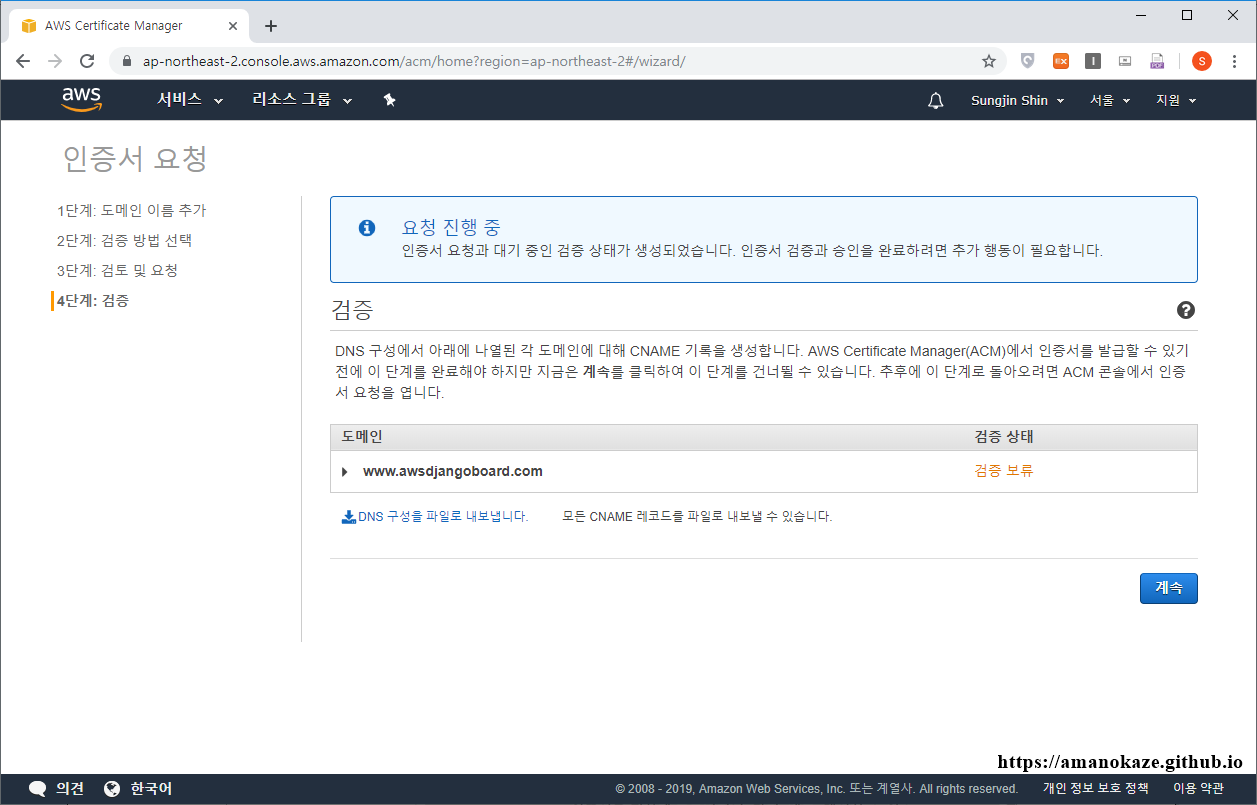 AWS Certificate Manager
ap-northeast-2.console.aws.amazon.com/acm/home?region=ap-northeast-2#/wizard/
EX
I
PDF
S
aws
서비스
리소스 그룹
Sungjin Shin
서울
지원
인증서 요청
1단계: 도메인 이름 추가
2단계: 검증 방법 선택
3단계: 검토 및 요청
4단계: 검증
요청 진행 중
인증서 요청과 대기 중인 검증 상태가 생성되었습니다. 인증서 검증과 승인을 완료하려면 추가 행동이 필요합니다.
검증
DNS 구성에서 아래에 나열된 각 도메인에 대해 CNAME 기록을 생성합니다. AWS Certificate Manager(ACM)에서 인증서를 발급할 수 있기
전에 이 단계를 완료해야 하지만 지금은 계속를 클릭하여 이 단계를 건너뛸 수 있습니다. 추후에 이 단계로 돌아오려면 ACM 콘솔에서 인증
서 요청을 엽니다.
도메인
검증 상태
www.awsdjangoboard.com
검증 보류
DNS 구성을 파일로 내보냅니다.
모든 CNAME 레코드를 파일로 내보낼 수 있습니다.
계속
https://amanokaze.github.io
의견
한국어
© 2008 - 2019, Amazon Web Services, Inc. 또는 계열사. All rights reserved.
개인 정보 보호 정책
이용 약관